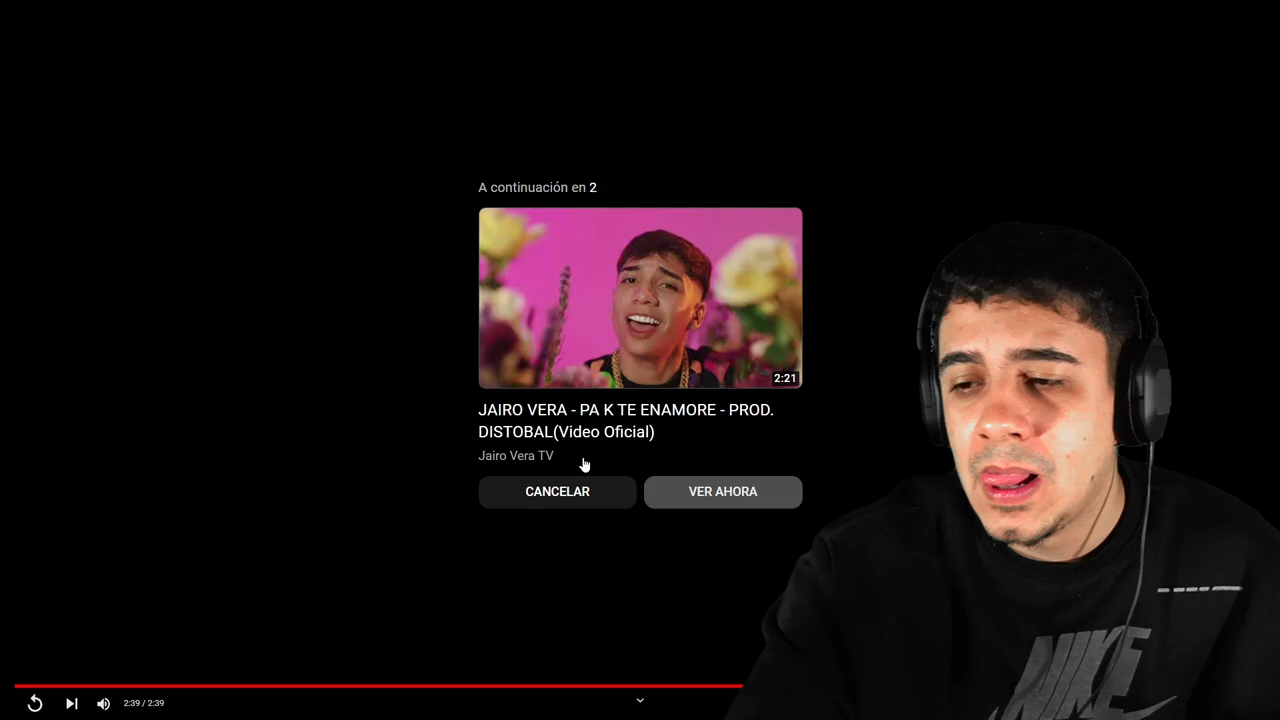 A continuación en 2
2:21
JAIRO VERA - PA K TE ENAMORE - PROD.
DISTOBAL(Video Oficial)
Jairo Vera TV
CANCELAR
VER AHORA
NIKE
2:39 / 2:39